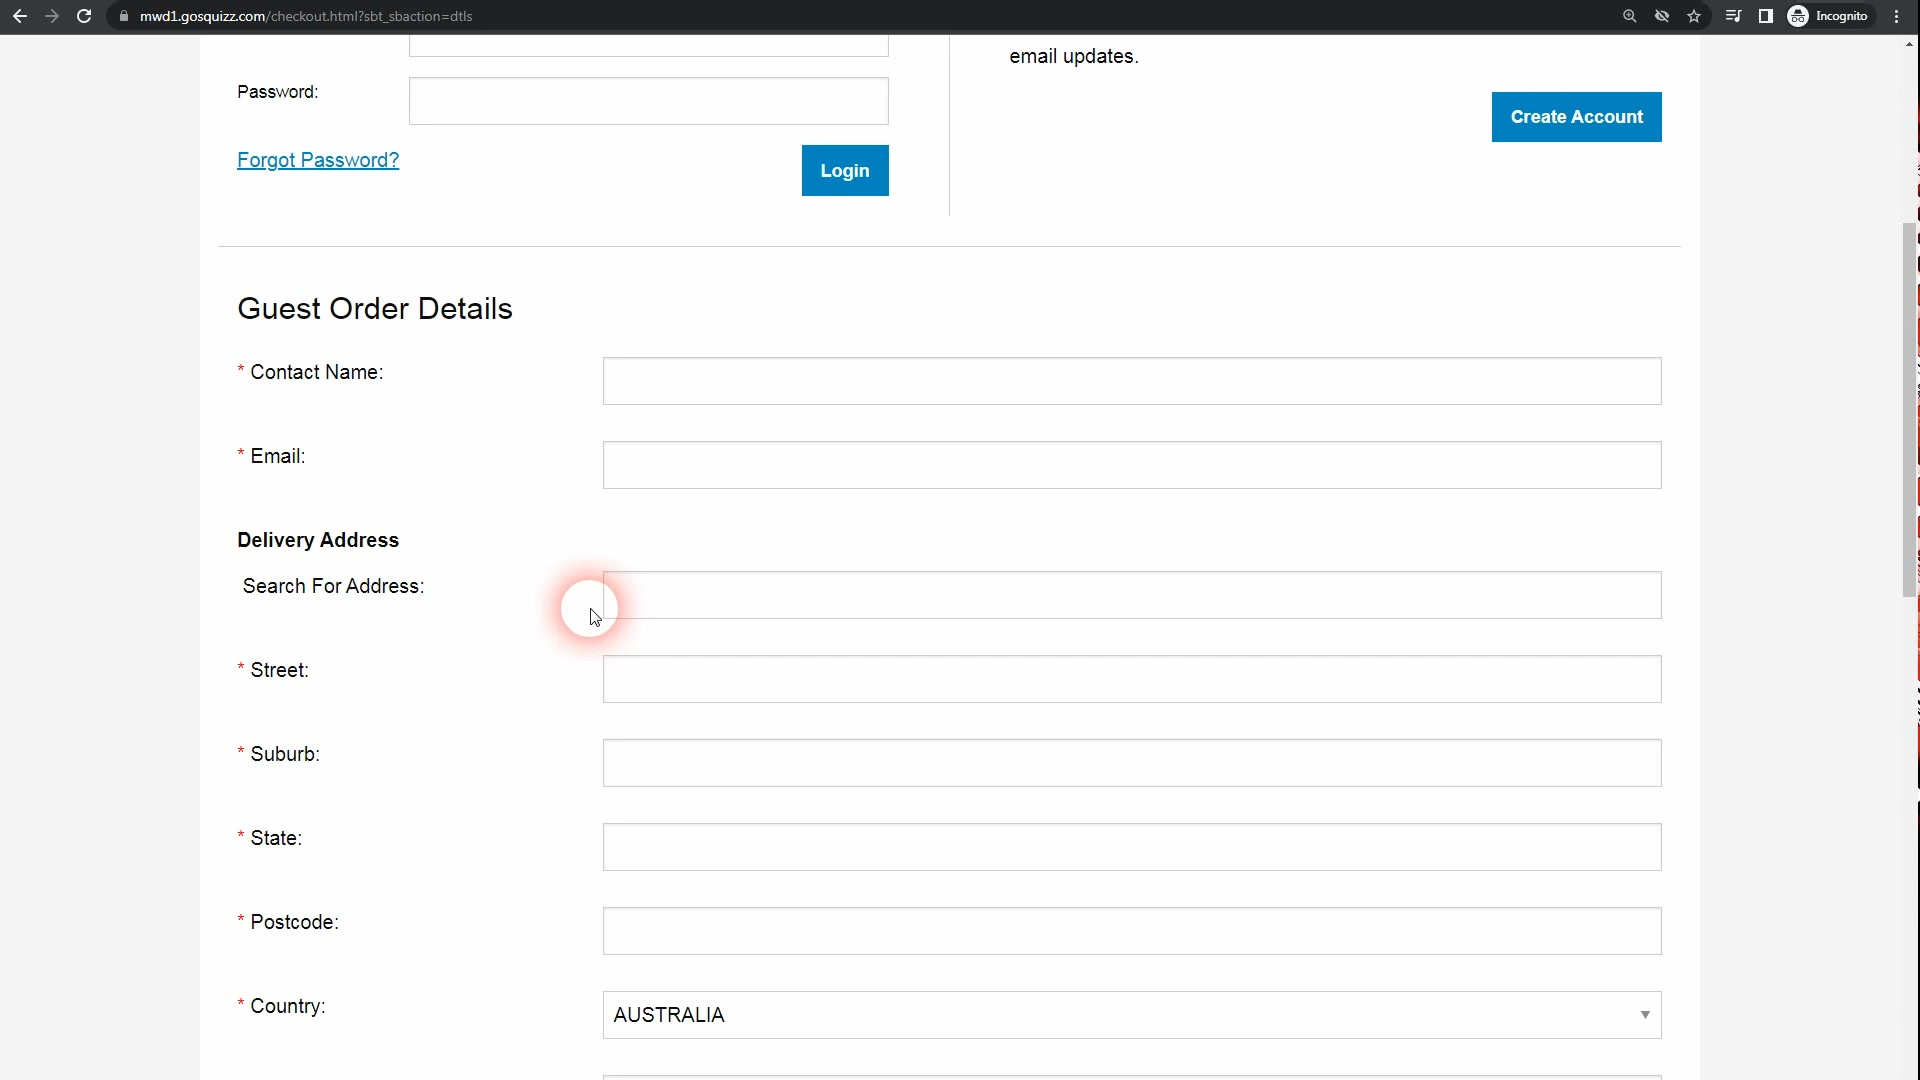 mwd1.gosquizz.com/checkout.html?sbt_sbaction=dtls
Incognito
email updates.
Password:
Create Account
Forgot Password?
Login
Guest Order Details
* Contact Name:
* Email:
Delivery Address
Search For Address:
* Street:
* Suburb:
* State:
* Postcode:
* Country:
AUSTRALIA